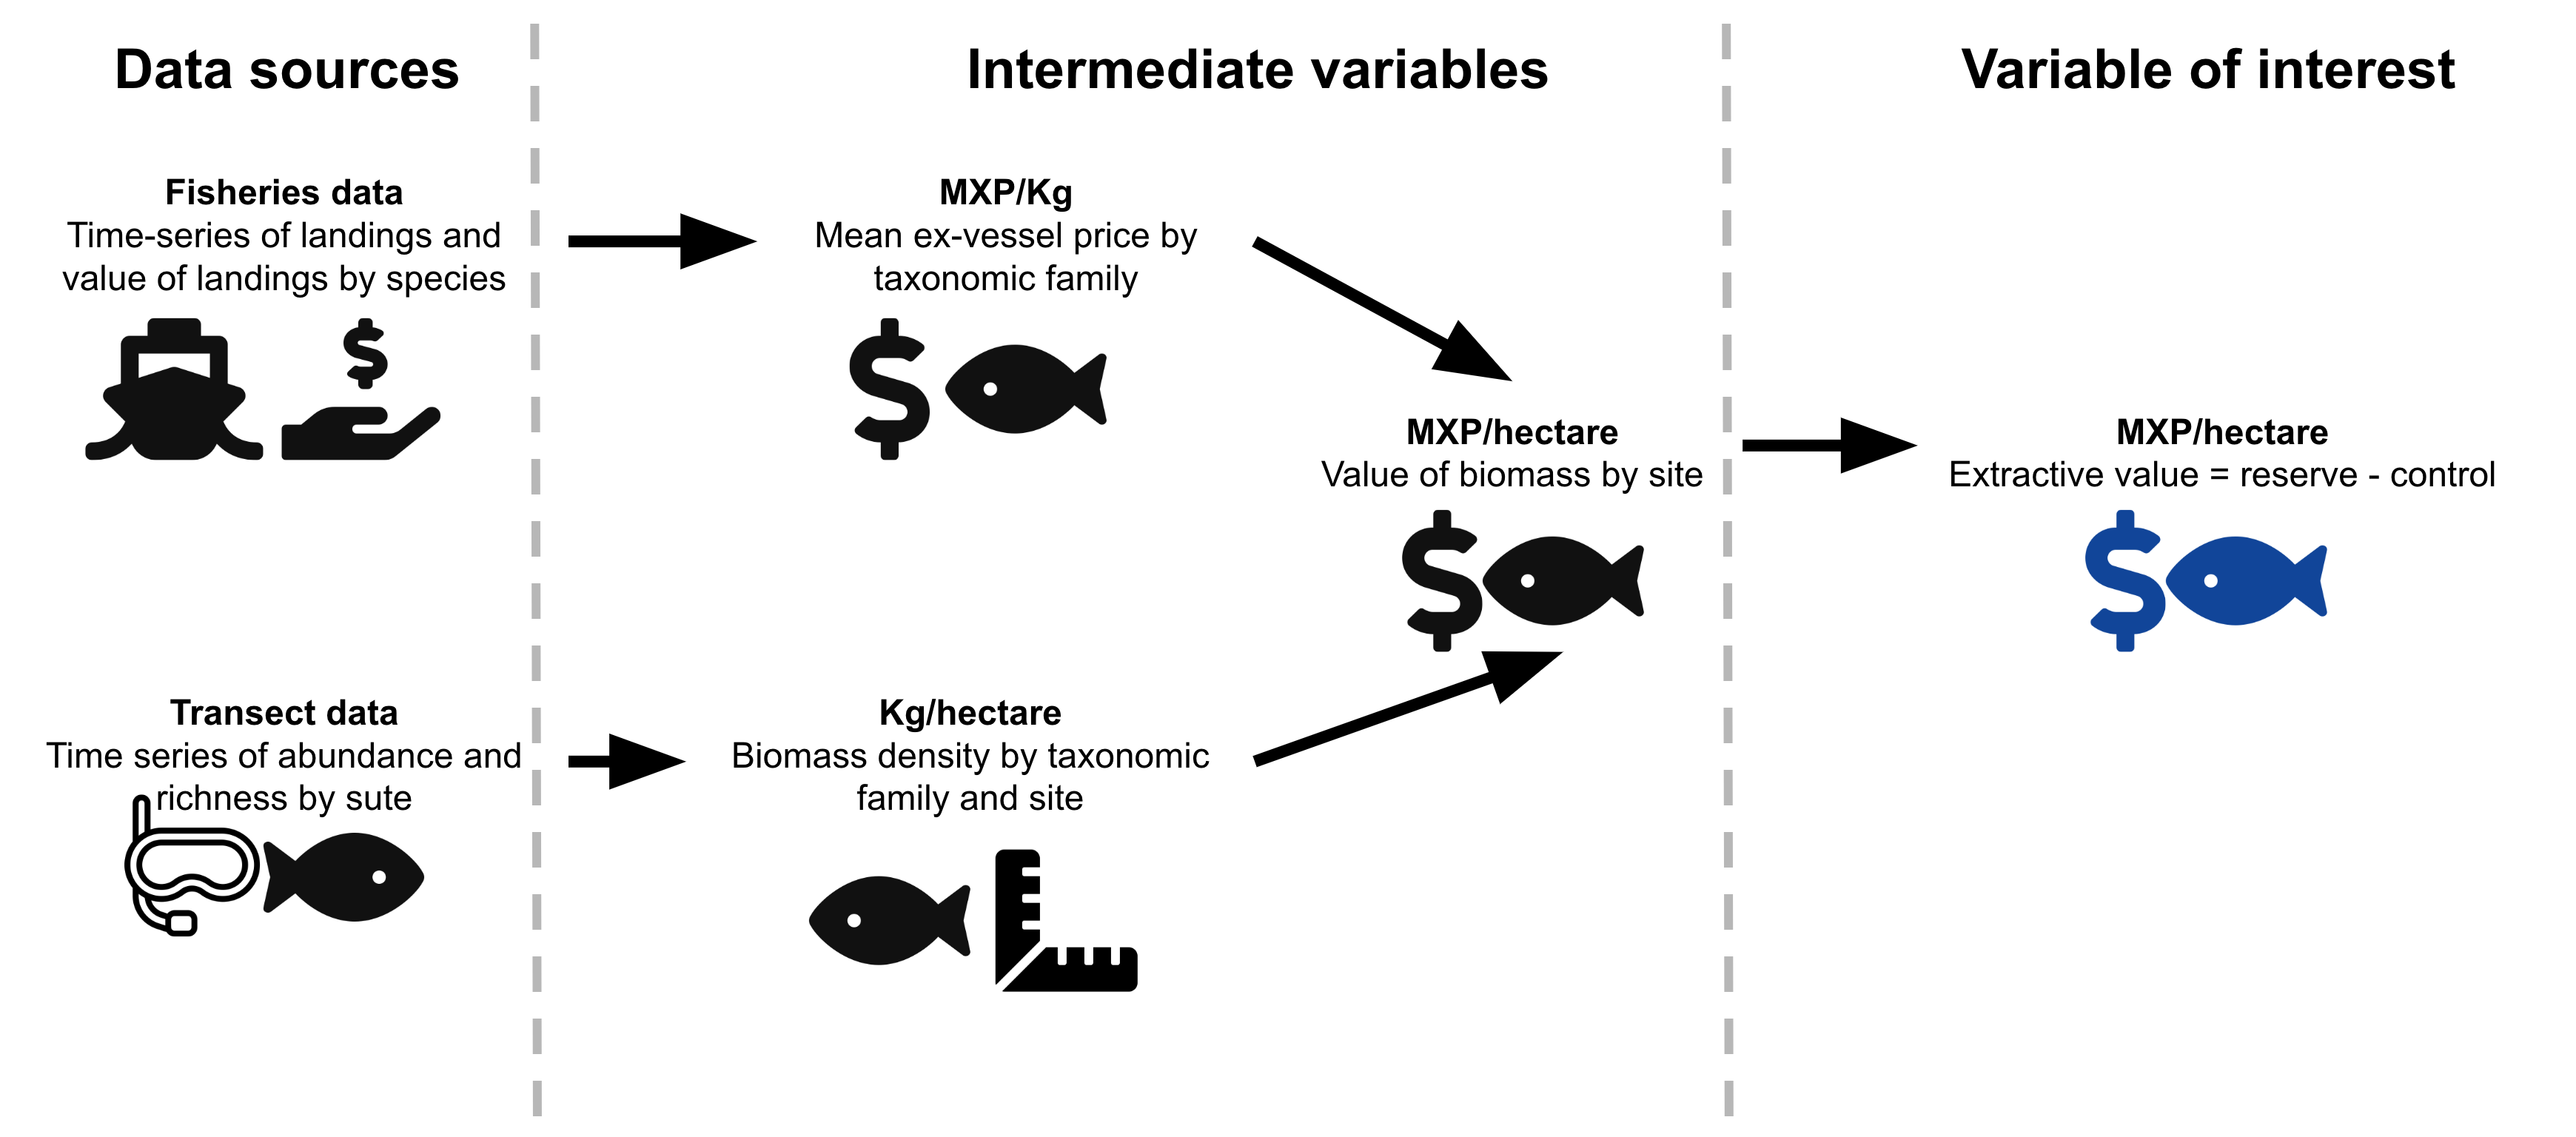 Data sources
Intermediate variables
Variable of interest
Fisheries data
Time-series of landings and
value of landings by species
MXP/Kg
Mean ex-vessel price by
taxonomic family
MXP/hectare
Value of biomass by site
MXP/hectare
Extractive value = reserve - control
Transect data
Time series of abundance and
richness by sute
Kg/hectare
Biomass density by taxonomic
family and site